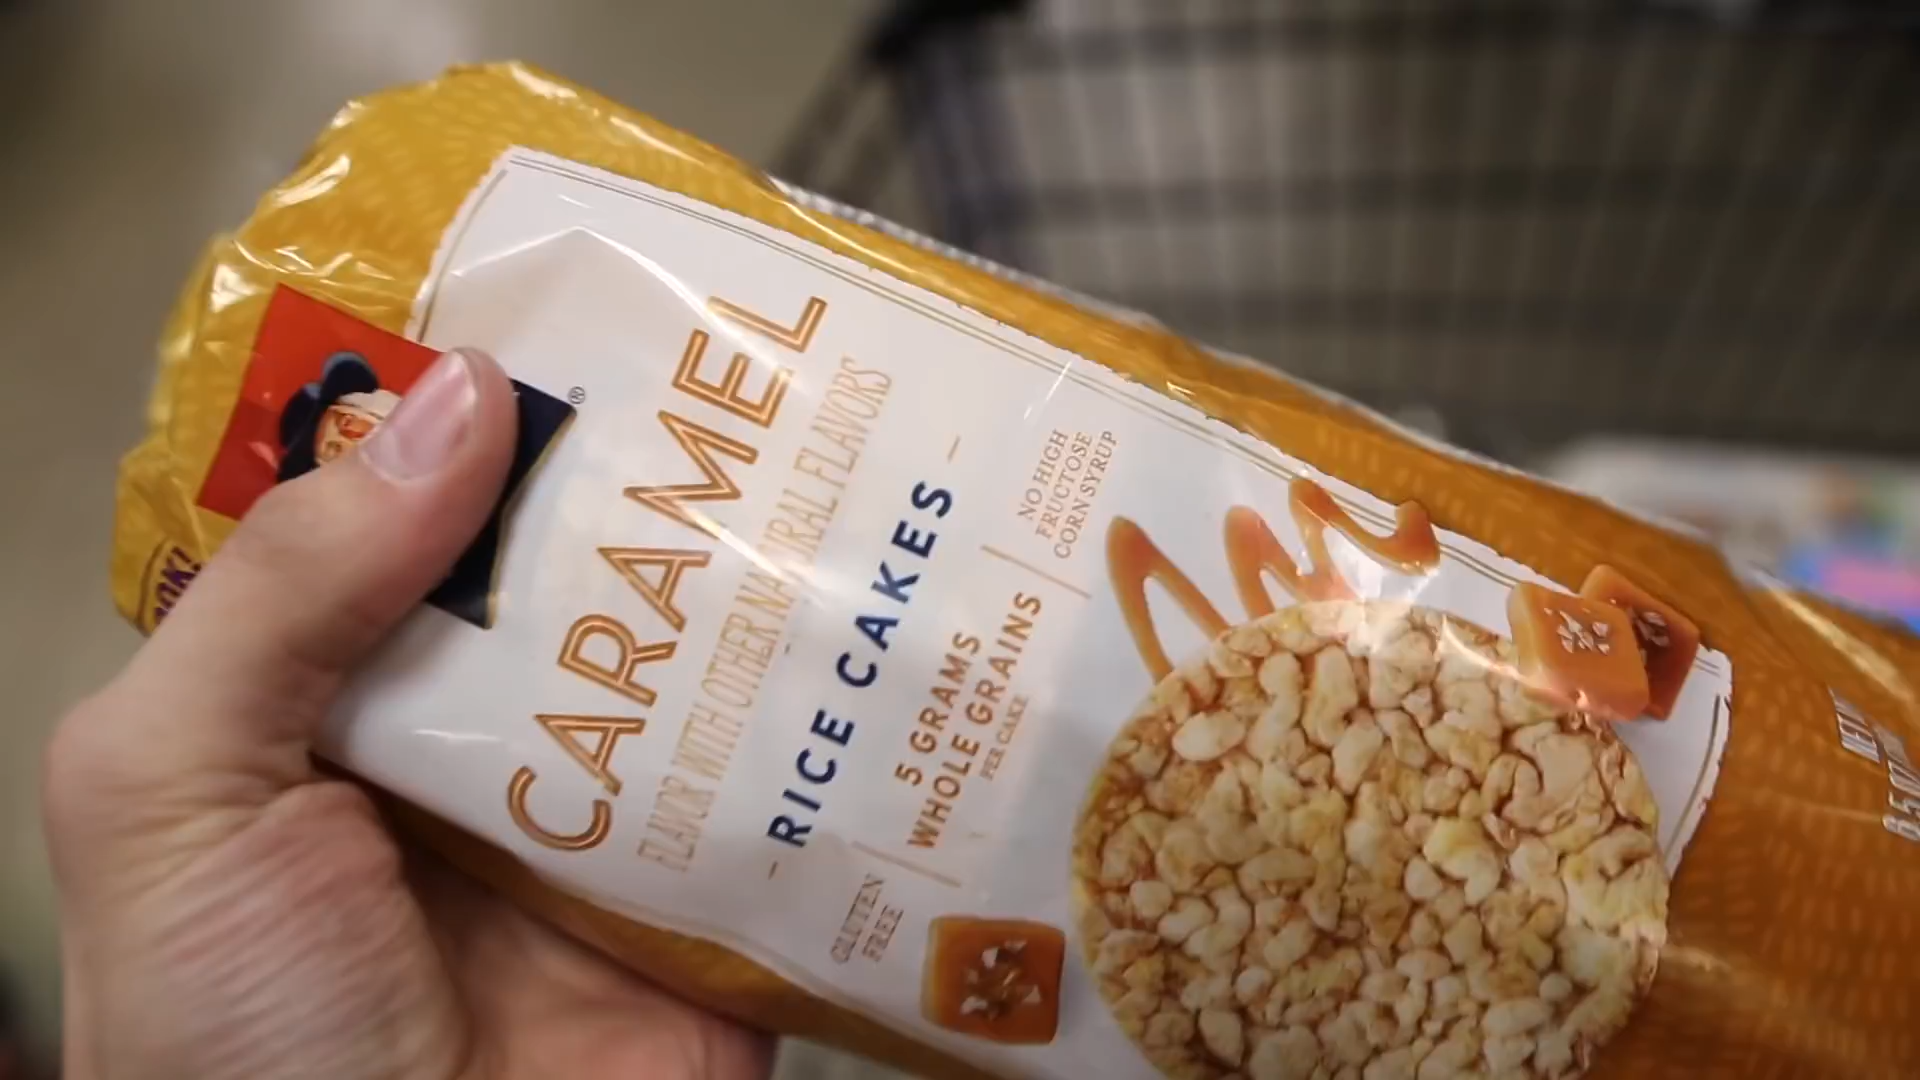 CARAMEL
FLAVOR WITH OTHER NATURAL FLAVORS
- RICE CAKES -
GLUTEN
FREE
5 GRAMS
WHOLE GRAINS
PER CAKE
NO HIGH
FRUCTOSE
CORN SYRUP
®